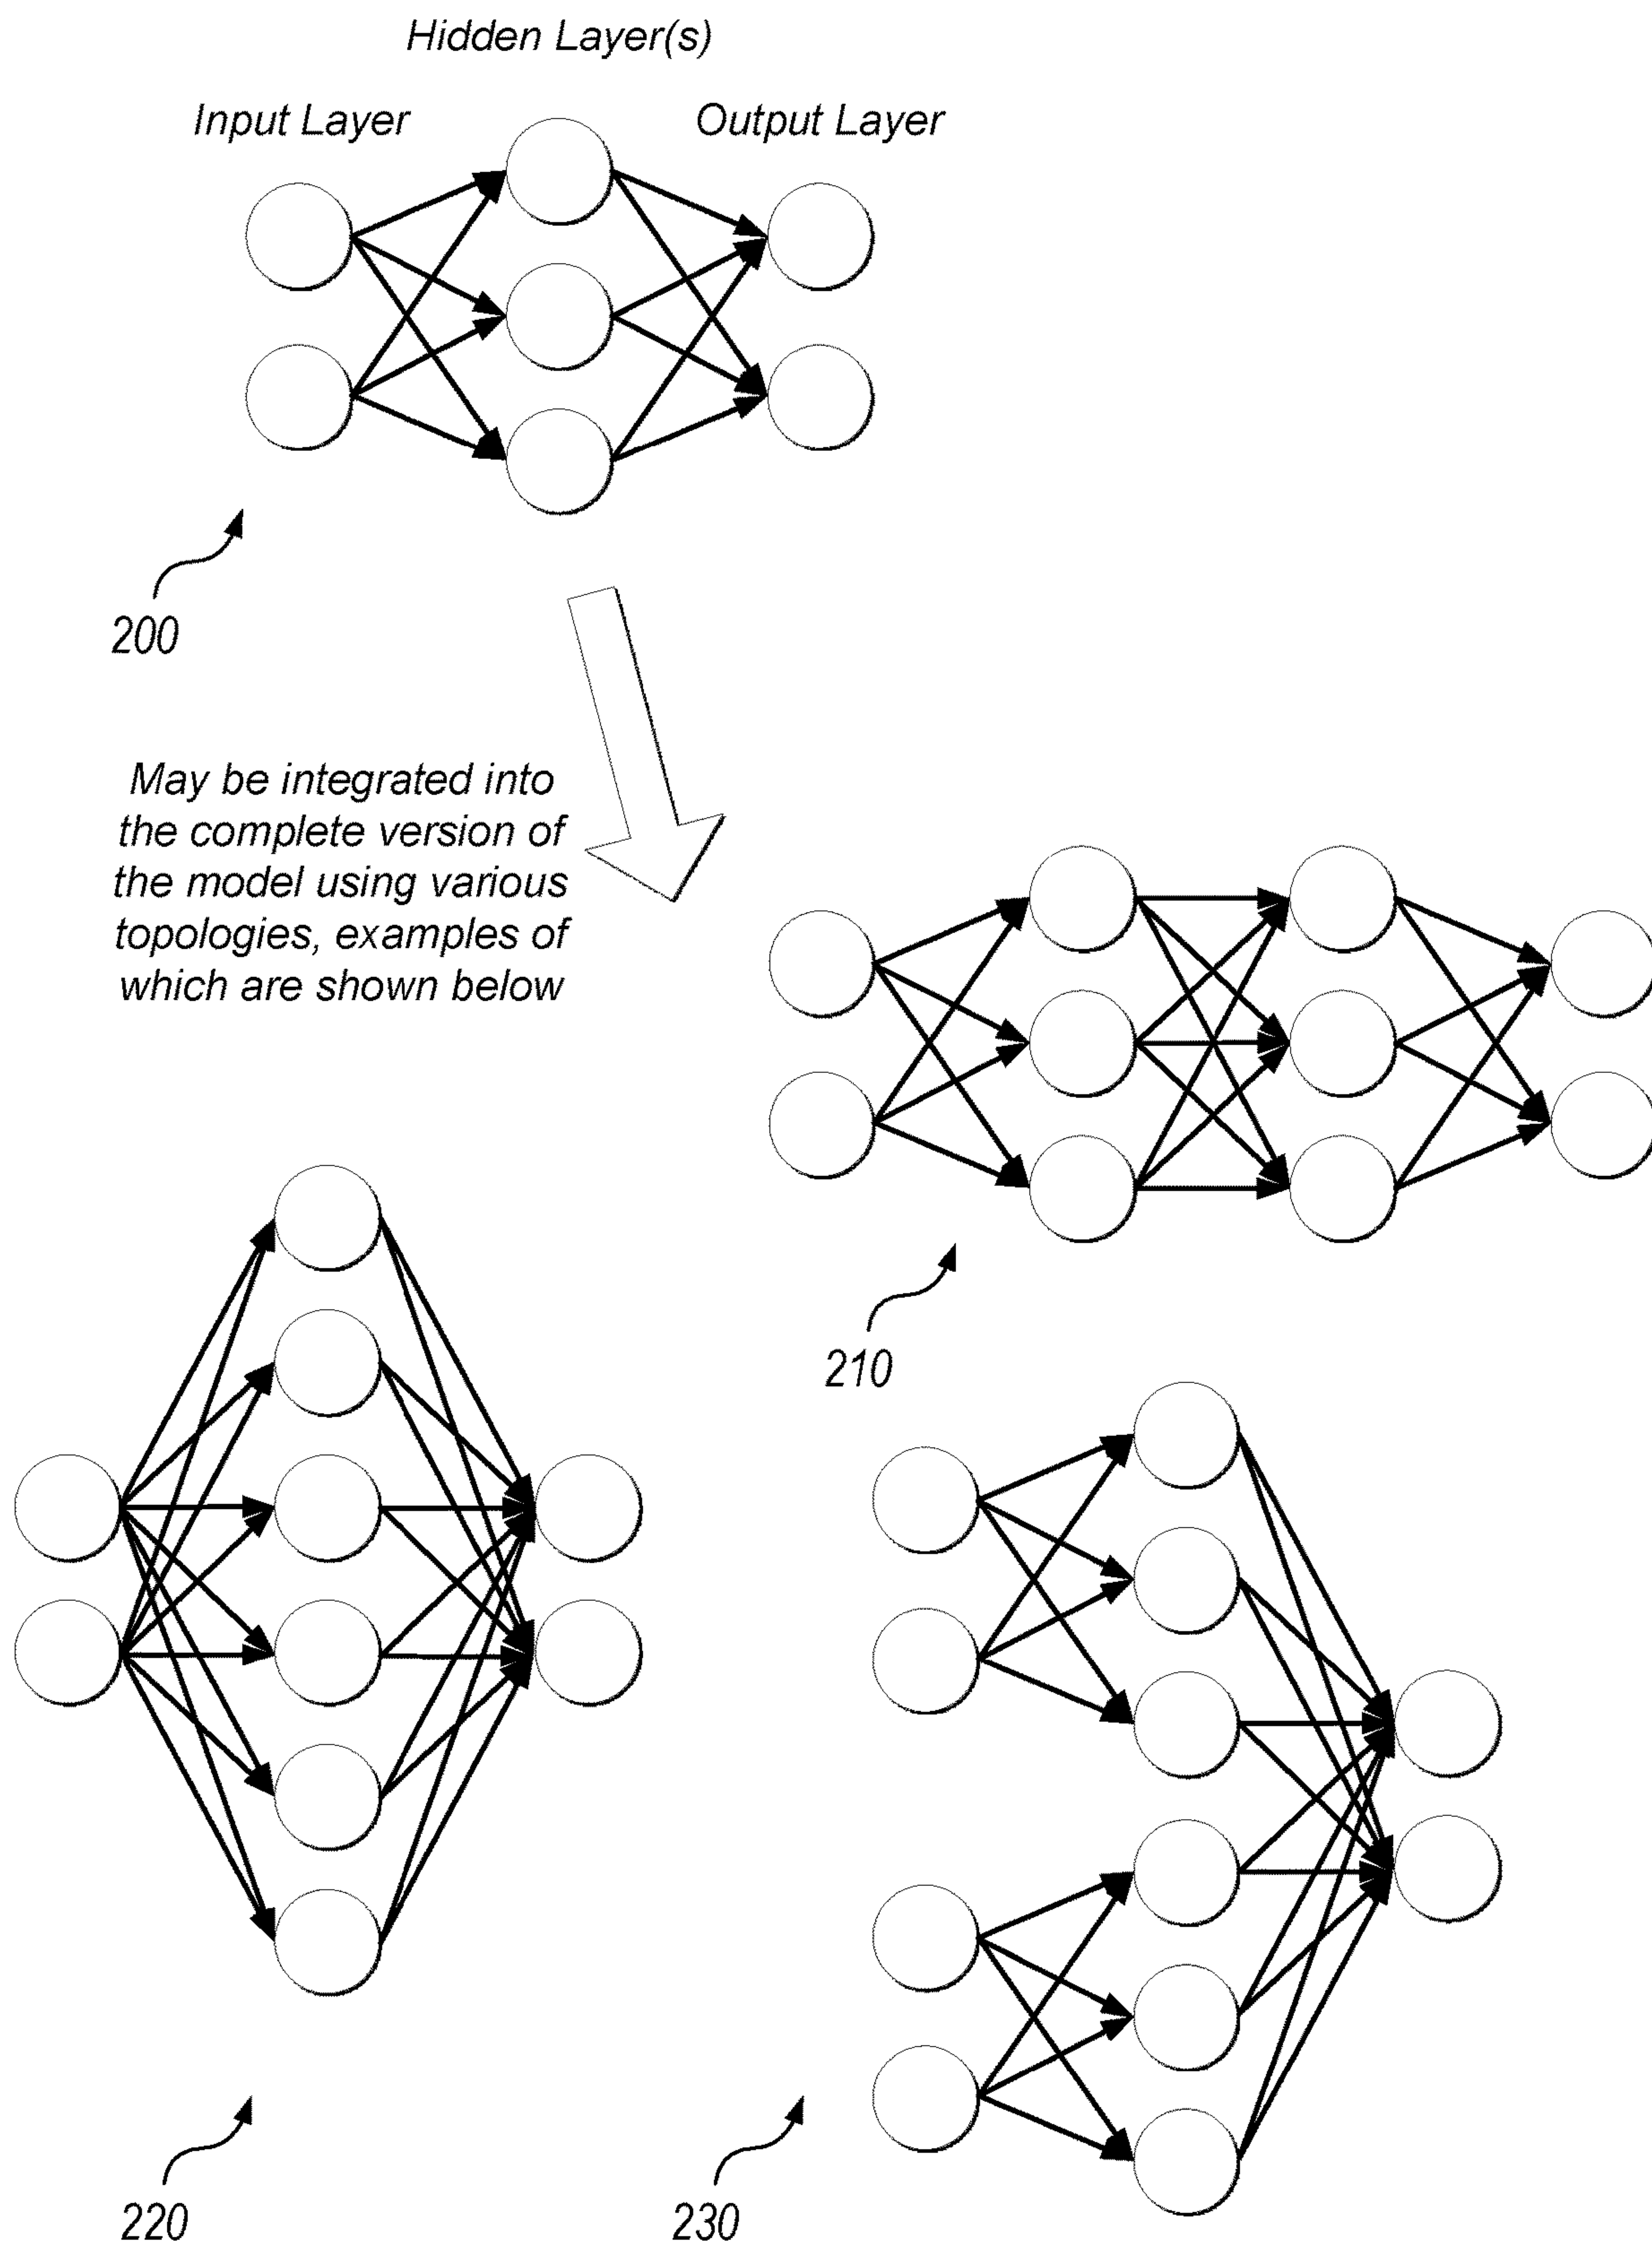 Hidden Layer(s)
Input Layer
Output Layer
200
May be integrated into
the complete version of
the model using various
topologies, examples of
which are shown below
210
220
230